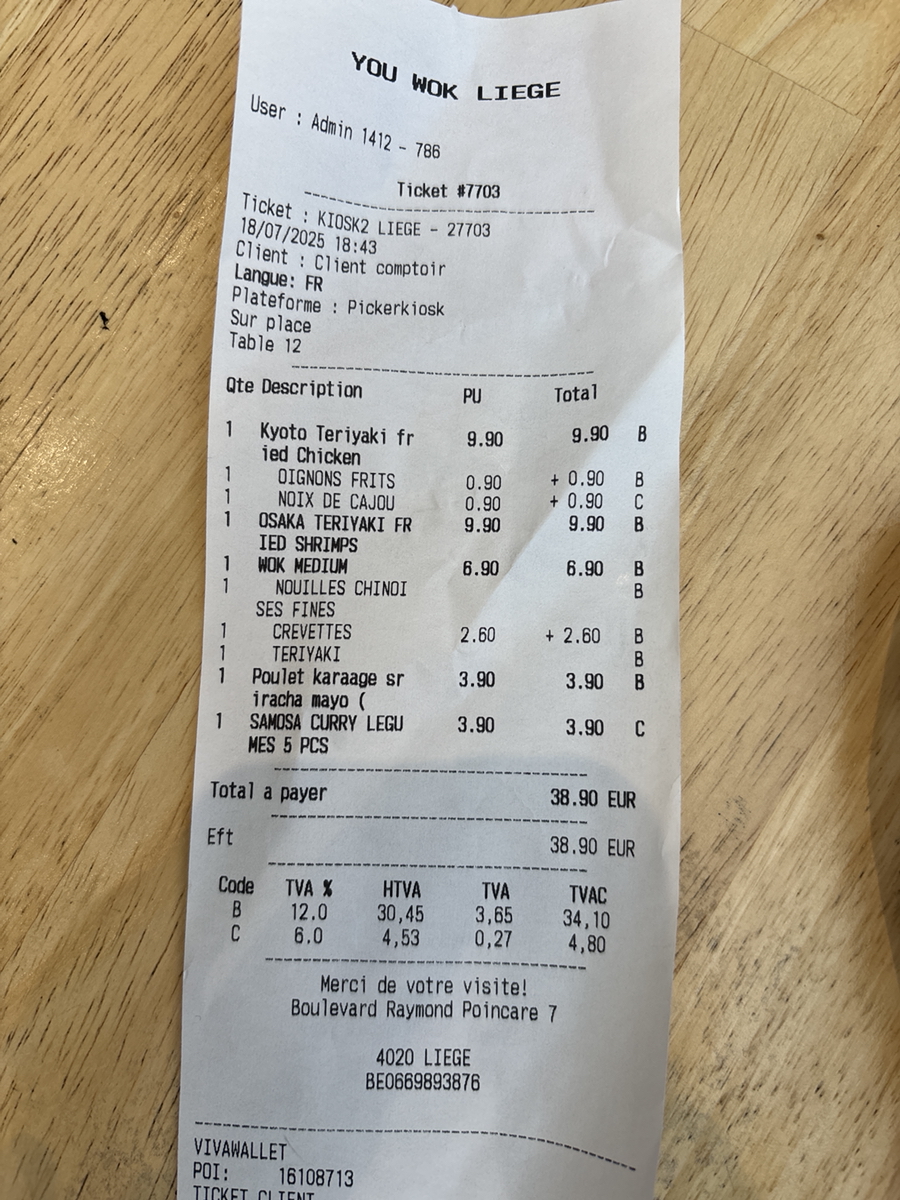 YOU WOK LIEGE
User : Admin 1412 - 786
Ticket #7703
Ticket : KIOSK2 LIEGE - 27703
18/07/2025 18:43
Client : Client comptoir
Langue: FR
Plateforme : Pickerkiosk
Sur place
Table 12
Qte Description PU Total
1 Kyoto Teriyaki fr 9.90 9.90 B
ied Chicken
1 OIGNONS FRITS 0.90 + 0.90 B
1 NOIX DE CAJOU 0.90 + 0.90 C
1 OSAKA TERIYAKI FR 9.90 9.90 B
IED SHRIMPS
1 WOK MEDIUM 6.90 6.90 B
1 NOUILLES CHINOI B
SES FINES
1 CREVETTES 2.60 + 2.60 B
1 TERIYAKI B
1 Poulet karaage sr 3.90 3.90 B
iracha mayo (
1 SAMOSA CURRY LEGU 3.90 3.90 C
MES 5 PCS
Total a payer 38.90 EUR
Eft 38.90 EUR
Code TVA % HTVA TVA TVAC
B 12.0 30,45 3,65 34,10
C 6.0 4,53 0,27 4,80
Merci de votre visite!
Boulevard Raymond Poincare 7
4020 LIEGE
BE0669893876
VIVAWALLET
POI: 16108713
TICKET CLIENT